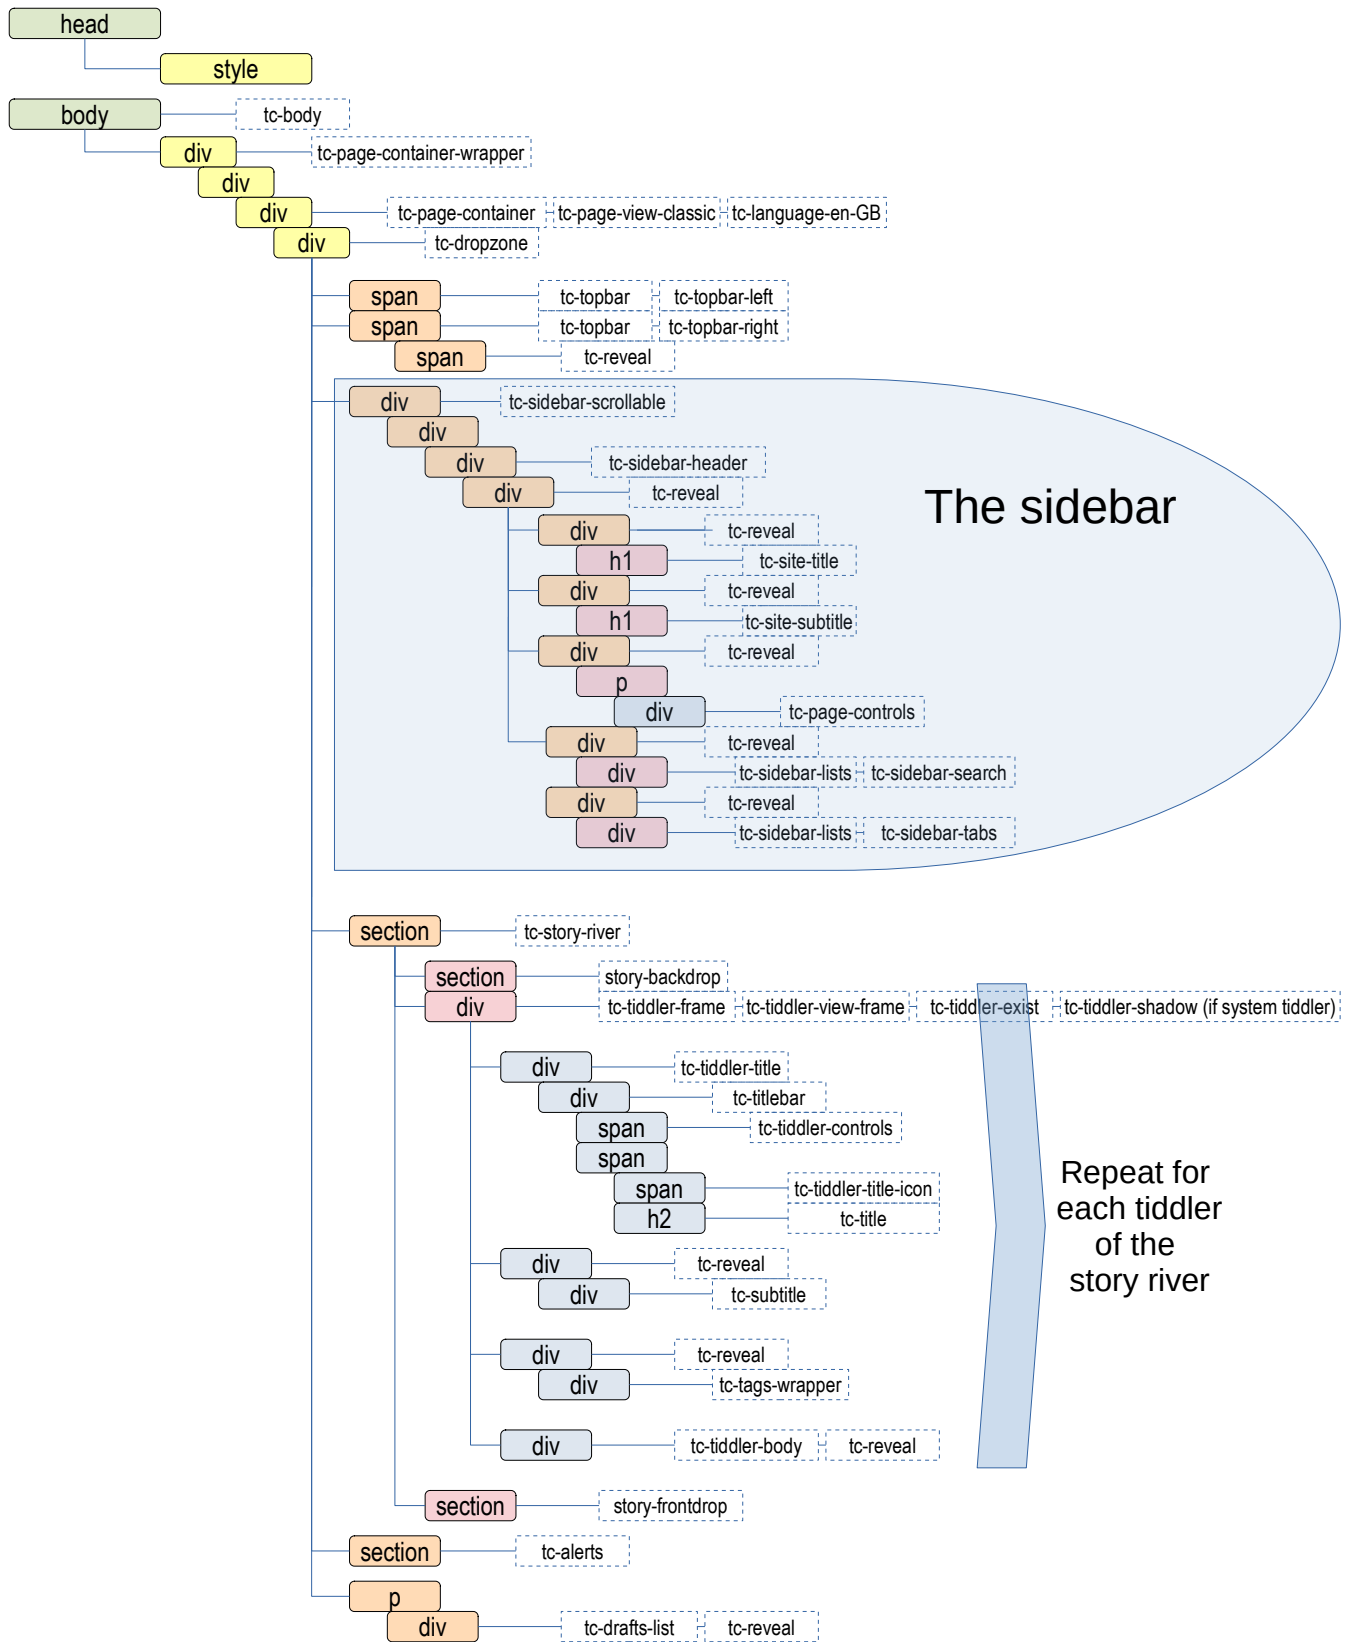 head
style
body tc-body
div tc-page-container-wrapper
div
div tc-page-container tc-page-view-classic tc-language-en-GB
div tc-dropzone
span tc-topbar tc-topbar-left
span tc-topbar tc-topbar-right
span tc-reveal
div tc-sidebar-scrollable
div
div tc-sidebar-header
div tc-reveal
The sidebar
div tc-reveal
h1 tc-site-title
div tc-reveal
h1 tc-site-subtitle
div tc-reveal
p
div tc-page-controls
div tc-reveal
div tc-sidebar-lists tc-sidebar-search
div tc-reveal
div tc-sidebar-lists tc-sidebar-tabs
section tc-story-river
section story-backdrop
div tc-tiddler-frame tc-tiddler-view-frame tc-tiddler-exist tc-tiddler-shadow (if system tiddler)
div tc-tiddler-title
div tc-titlebar
span tc-tiddler-controls
span
span tc-tiddler-title-icon
h2 tc-title
Repeat for
each tiddler
of the
story river
div tc-reveal
div tc-subtitle
div tc-reveal
div tc-tags-wrapper
div tc-tiddler-body tc-reveal
section story-frontdrop
section tc-alerts
p
div tc-drafts-list tc-reveal